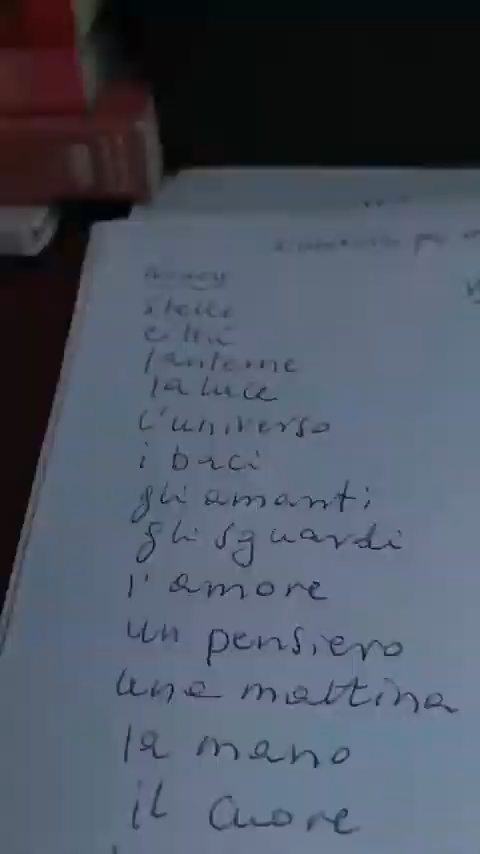 stelle
città
lanterne
la luce
l'universo
i baci
gli amanti
gli sguardi
l'amore
un pensiero
una mattina
la mano
il cuore